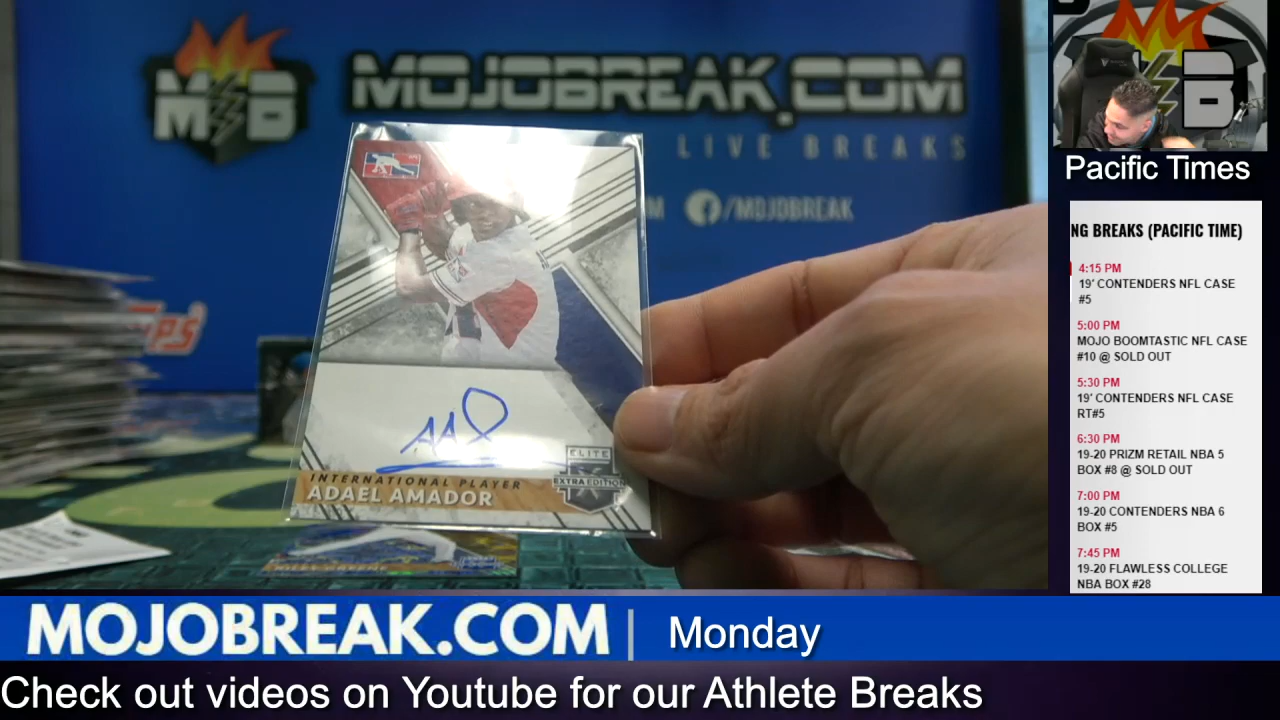 MB
MOJOBREAK.COM
LIVE BREAKS
/MOJOBREAK
ELITE
EXTRA EDITION
INTERNATIONAL PLAYER
ADAEL AMADOR
B
Pacific Times
NG BREAKS (PACIFIC TIME)
4:15 PM
19' CONTENDERS NFL CASE
#5
5:00 PM
MOJO BOOMTASTIC NFL CASE
#10 @ SOLD OUT
5:30 PM
19' CONTENDERS NFL CASE
RT#5
6:30 PM
19-20 PRIZM RETAIL NBA 5
BOX #8 @ SOLD OUT
7:00 PM
19-20 CONTENDERS NBA 6
BOX #5
7:45 PM
19-20 FLAWLESS COLLEGE
NBA BOX #28
MOJOBREAK.COM | Monday
Check out videos on Youtube for our Athlete Breaks